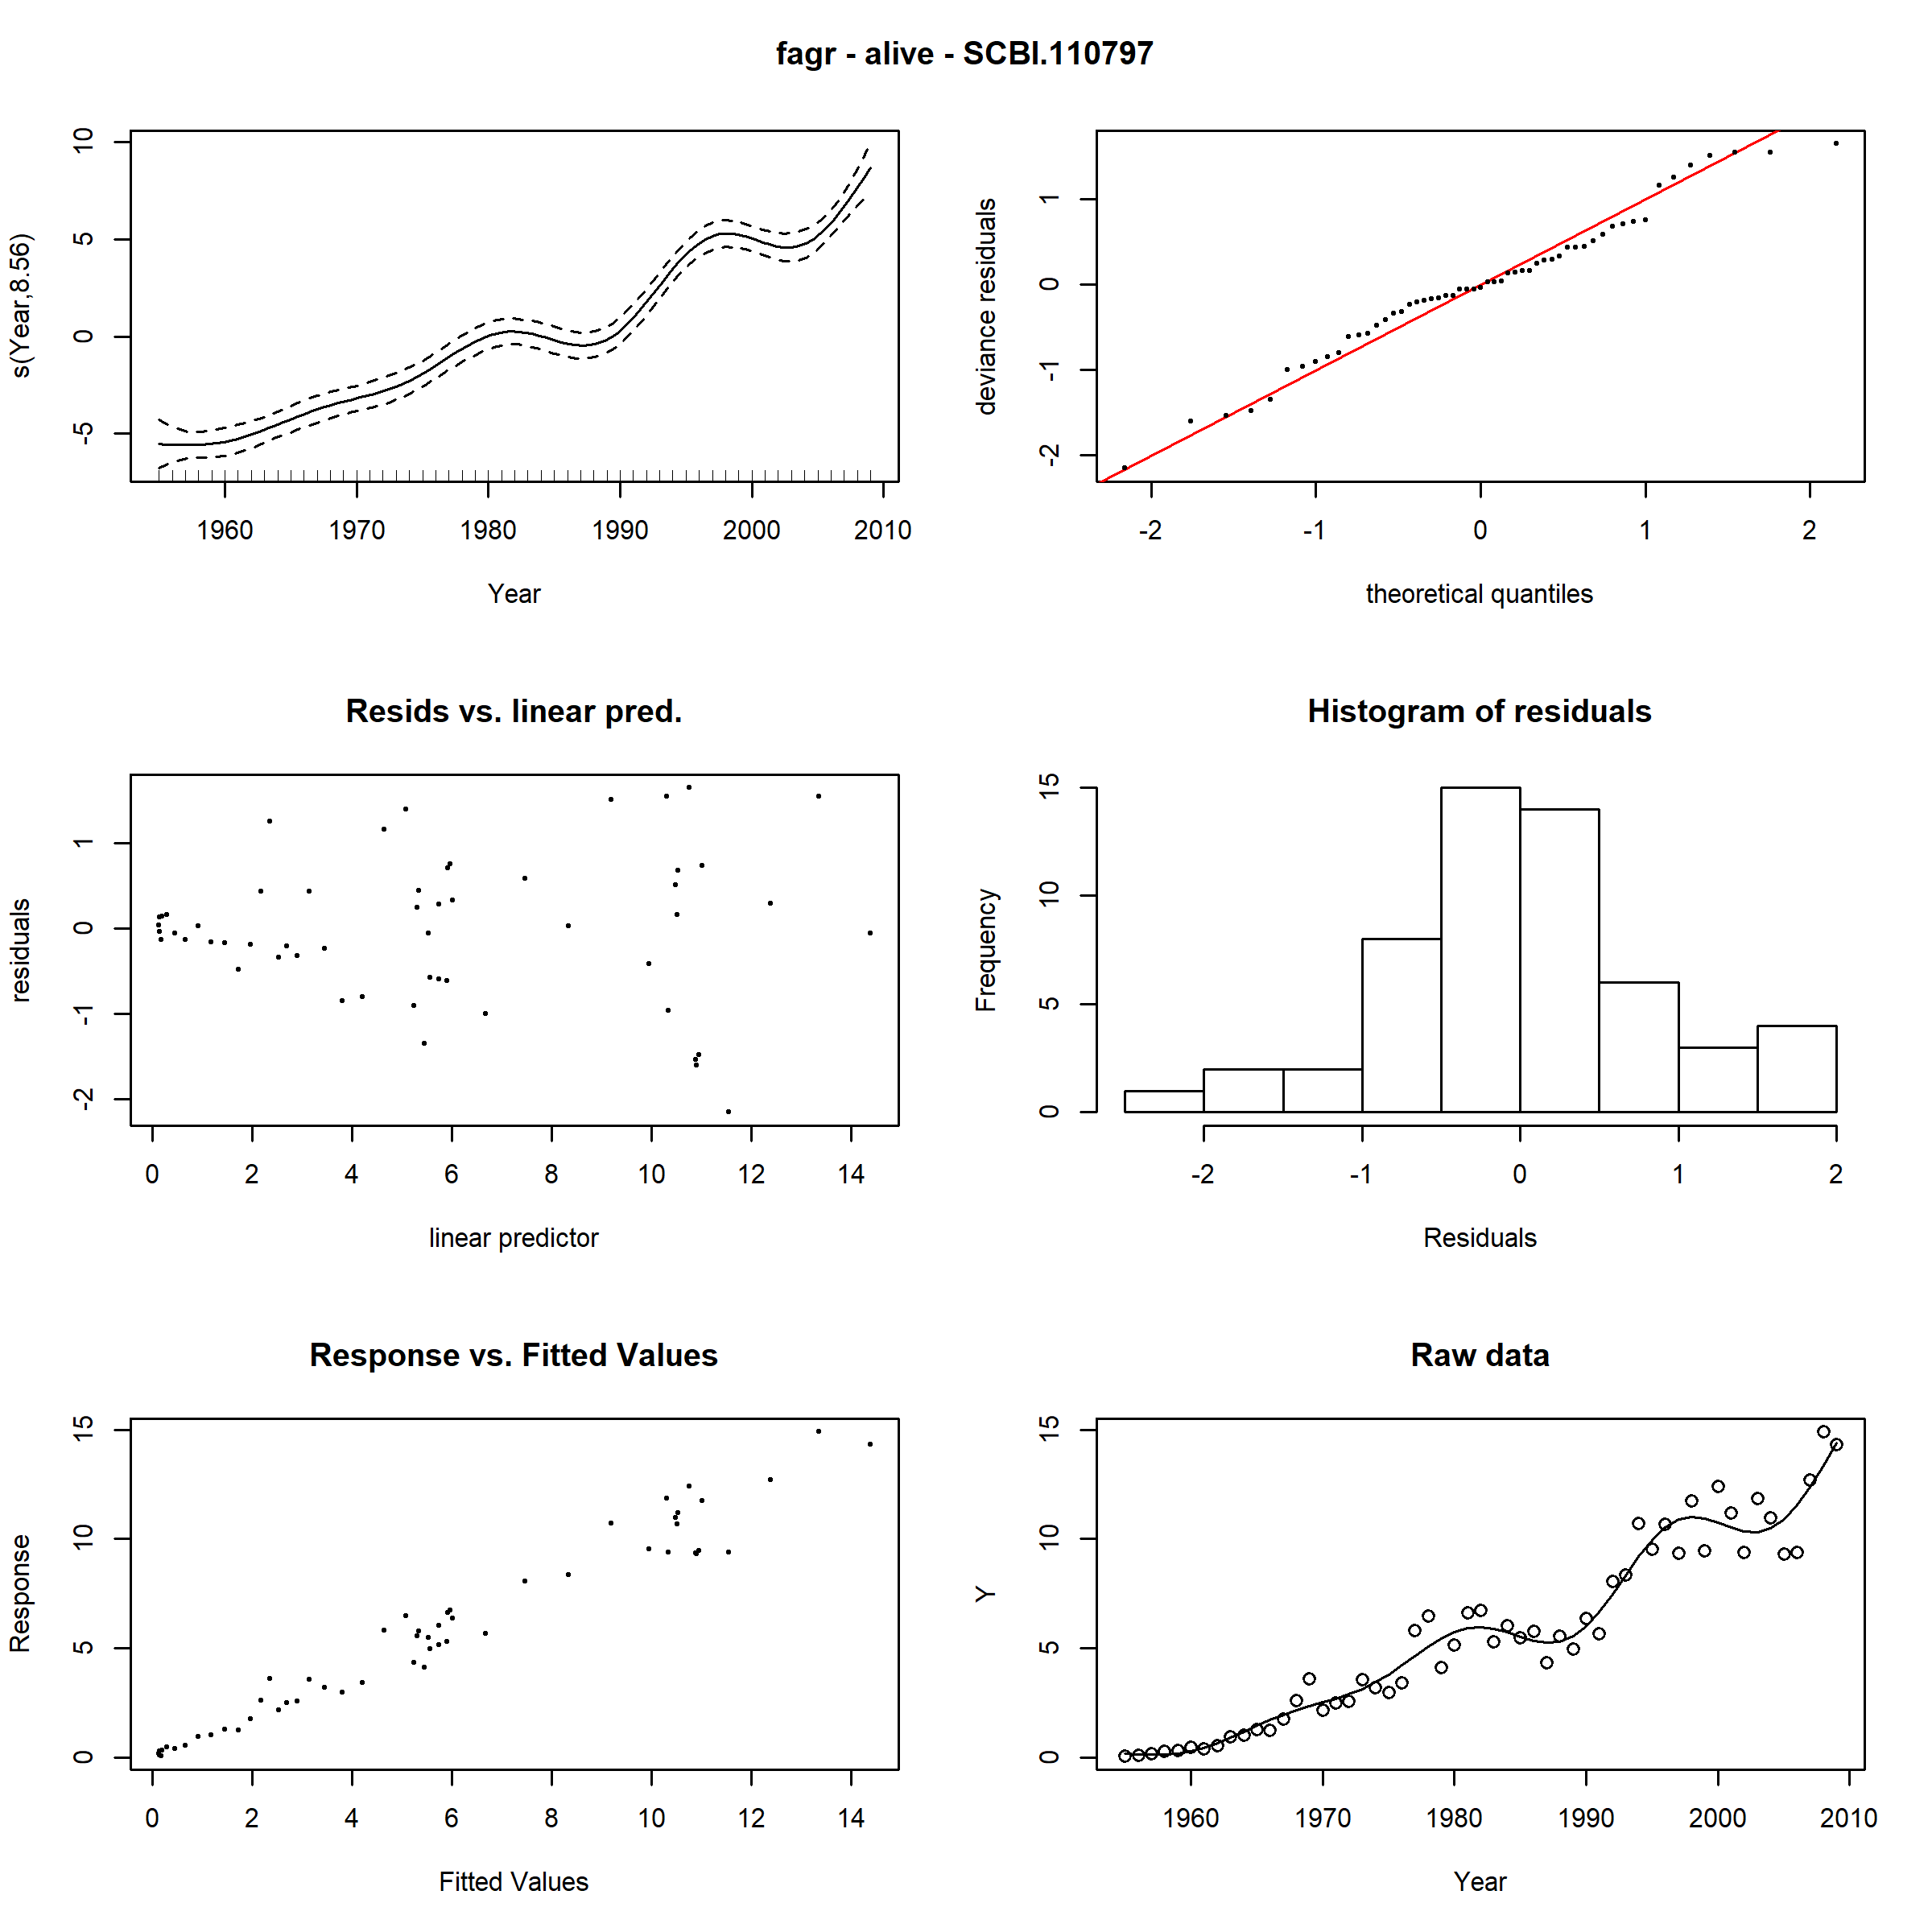 fagr - alive - SCBI.110797
s(Year,8.56)
10
5
0
-5
1960 1970 1980 1990 2000 2010
Year
deviance residuals
1
0
-1
-2
-2 -1 0 1 2
theoretical quantiles
Resids vs. linear pred.
residuals
1
0
-1
-2
0 2 4 6 8 10 12 14
linear predictor
Histogram of residuals
Frequency
15
10
5
0
-2 -1 0 1 2
Residuals
Response vs. Fitted Values
Response
15
10
5
0
0 2 4 6 8 10 12 14
Fitted Values
Raw data
Y
15
10
5
0
1960 1970 1980 1990 2000 2010
Year